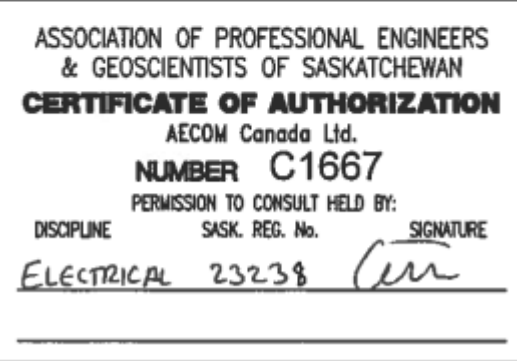 ASSOCIATION OF PROFESSIONAL ENGINEERS
& GEOSCIENTISTS OF SASKATCHEWAN
CERTIFICATE OF AUTHORIZATION
AECOM Canada Ltd.
NUMBER C1667
PERMISSION TO CONSULT HELD BY:
DISCIPLINE SASK. REG. No. SIGNATURE
ELECTRICAL 23238